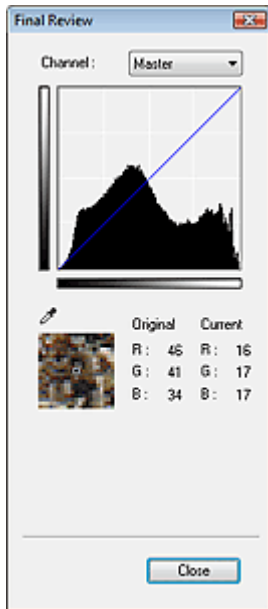 Final Review
Channel : Master
Original Current
R : 46 R : 16
G : 41 G : 17
B : 34 B : 17
Close